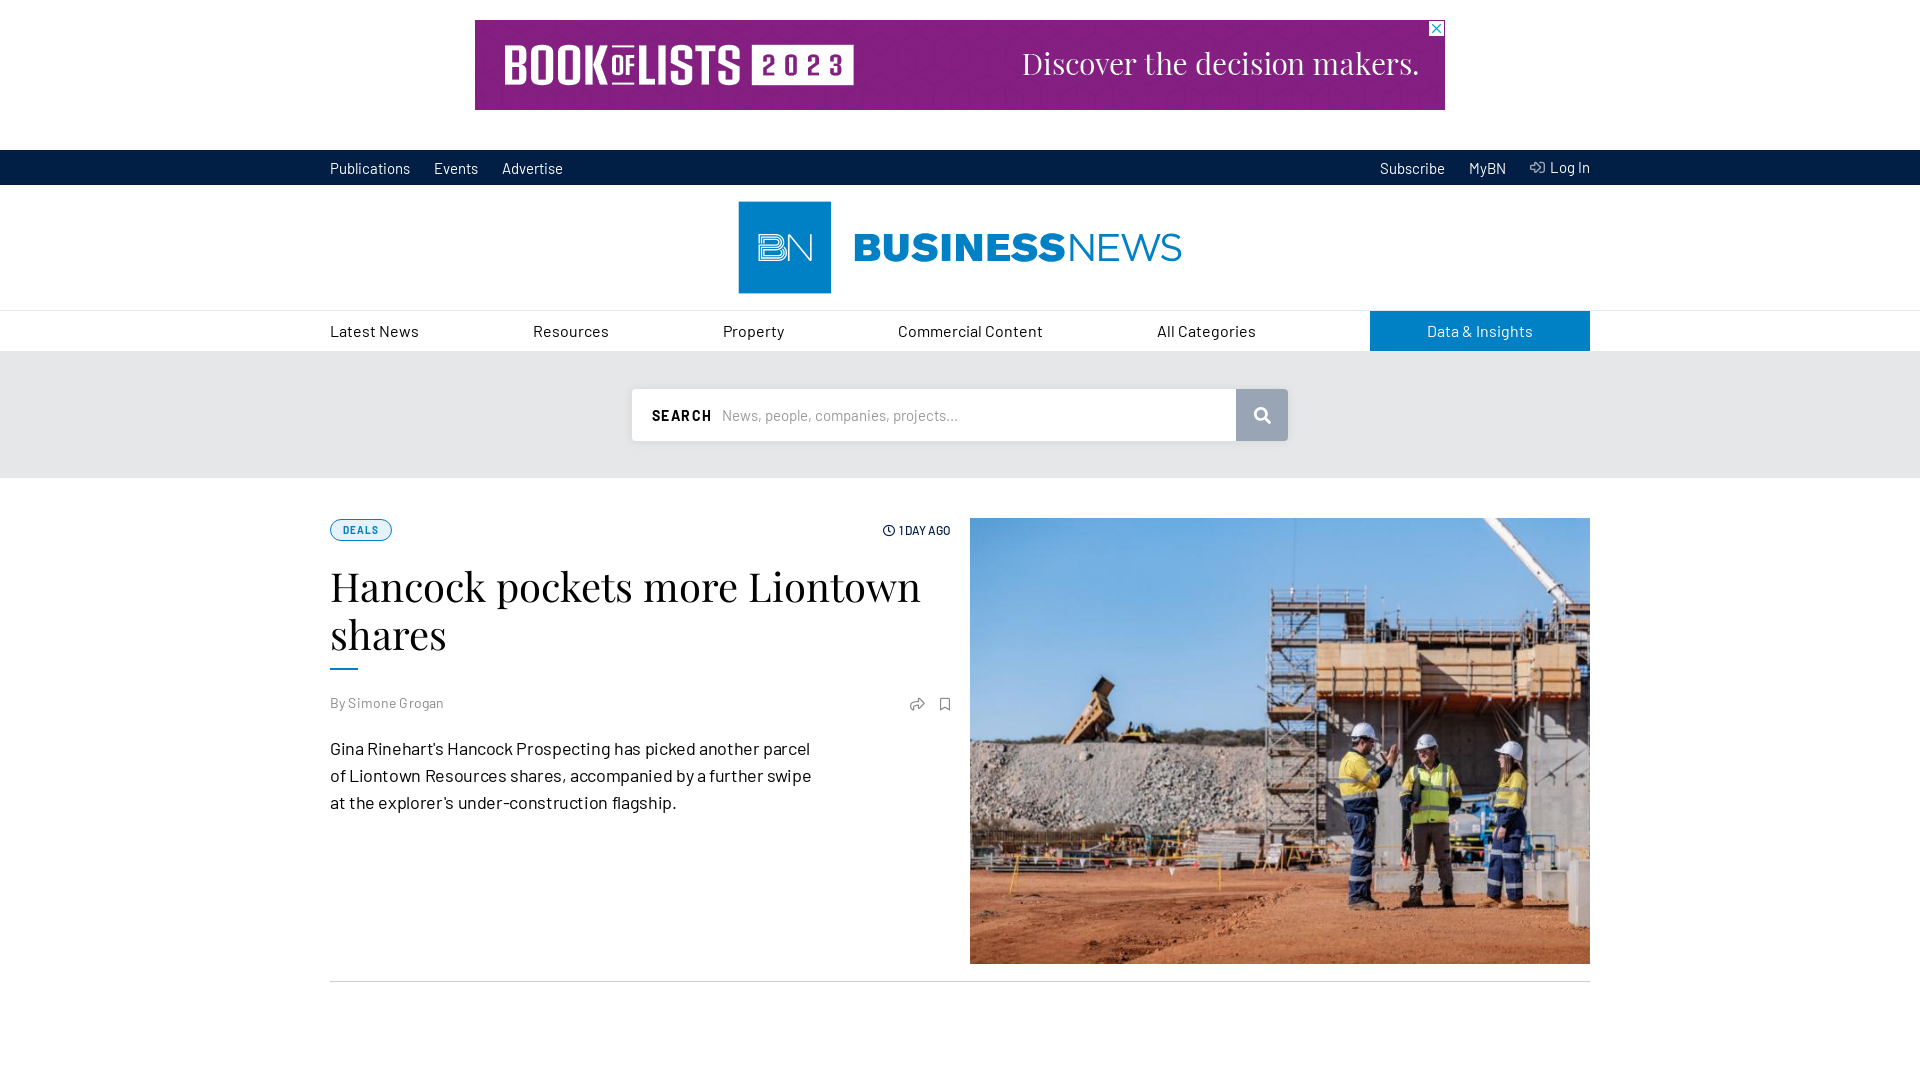 BOOK OF LISTS 2023
Discover the decision makers.
Publications Events Advertise
Subscribe MyBN Log In
BN BUSINESSNEWS
Latest News Resources Property Commercial Content All Categories Data & Insights
SEARCH News, people, companies, projects...
DEALS 1 DAY AGO
Hancock pockets more Liontown
shares
By Simone Grogan
Gina Rinehart's Hancock Prospecting has picked another parcel
of Liontown Resources shares, accompanied by a further swipe
at the explorer's under-construction flagship.